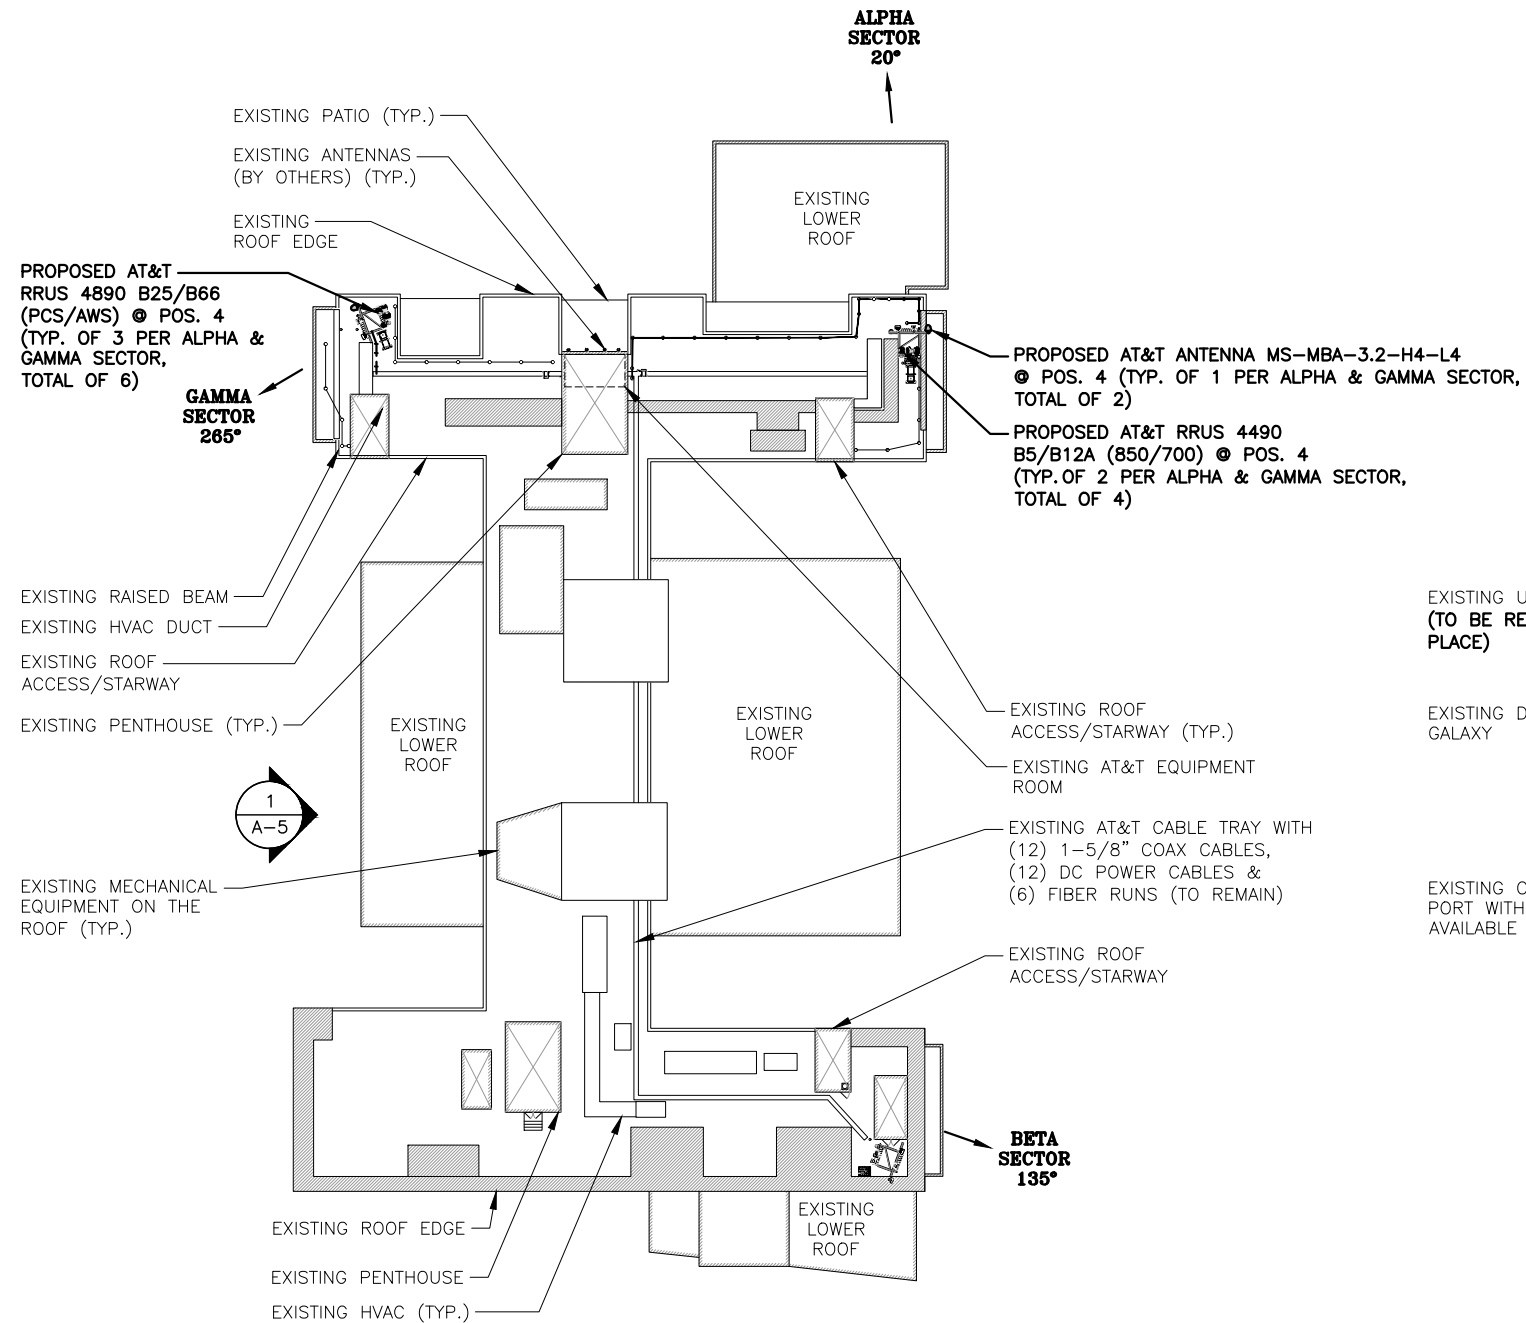 ALPHA
SECTOR
20°
EXISTING PATIO (TYP.)
EXISTING ANTENNAS
(BY OTHERS) (TYP.)
EXISTING
ROOF EDGE
EXISTING
LOWER
ROOF
PROPOSED AT&T
RRUS 4890 B25/B66
(PCS/AWS) @ POS. 4
(TYP. OF 3 PER ALPHA &
GAMMA SECTOR,
TOTAL OF 6)
GAMMA
SECTOR
265°
PROPOSED AT&T ANTENNA MS-MBA-3.2-H4-L4
@ POS. 4 (TYP. OF 1 PER ALPHA & GAMMA SECTOR,
TOTAL OF 2)
PROPOSED AT&T RRUS 4490
B5/B12A (850/700) @ POS. 4
(TYP.OF 2 PER ALPHA & GAMMA SECTOR,
TOTAL OF 4)
EXISTING RAISED BEAM
EXISTING HVAC DUCT
EXISTING ROOF
ACCESS/STARWAY
EXISTING PENTHOUSE (TYP.)
EXISTING
LOWER
ROOF
EXISTING
LOWER
ROOF
EXISTING ROOF
ACCESS/STARWAY (TYP.)
EXISTING AT&T EQUIPMENT
ROOM
EXISTING U
(TO BE RE
PLACE)
EXISTING D
GALAXY
1
A-5
EXISTING AT&T CABLE TRAY WITH
(12) 1-5/8" COAX CABLES,
(12) DC POWER CABLES &
(6) FIBER RUNS (TO REMAIN)
EXISTING MECHANICAL
EQUIPMENT ON THE
ROOF (TYP.)
EXISTING
PORT WITH
AVAILABLE
EXISTING ROOF
ACCESS/STARWAY
BETA
SECTOR
135°
EXISTING ROOF EDGE
EXISTING
LOWER
ROOF
EXISTING PENTHOUSE
EXISTING HVAC (TYP.)